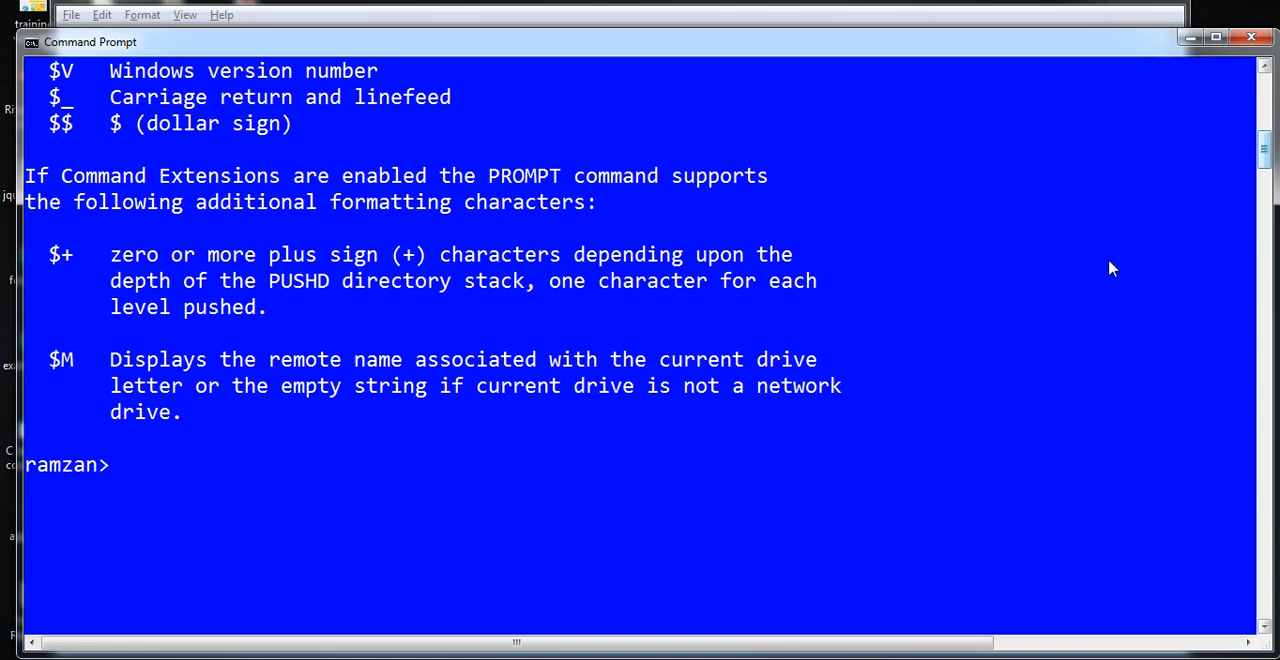 training
File Edit Format View Help
Command Prompt
$V Windows version number
$_ Carriage return and linefeed
$$ $ (dollar sign)
If Command Extensions are enabled the PROMPT command supports
the following additional formatting characters:
$+ zero or more plus sign (+) characters depending upon the
depth of the PUSHD directory stack, one character for each
level pushed.
$M Displays the remote name associated with the current drive
letter or the empty string if current drive is not a network
drive.
ramzan>